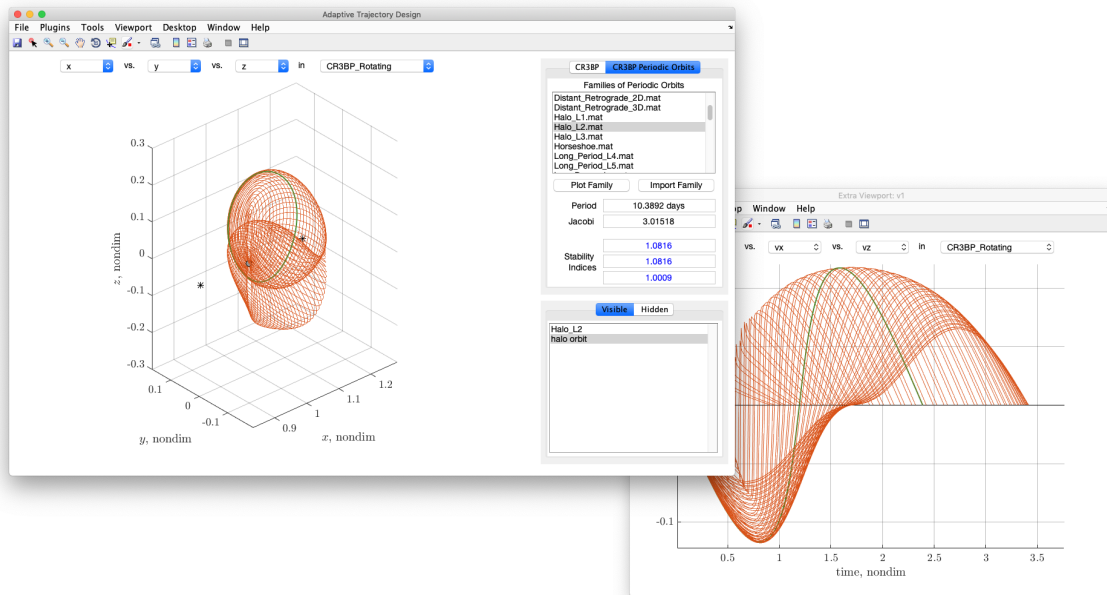 Adaptive Trajectory Design
File Plugins Tools Viewport Desktop Window Help
x vs. y vs. z in CR3BP_Rotating
CR3BP CR3BP Periodic Orbits
Families of Periodic Orbits
Distant_Retrograde_2D.mat
Distant_Retrograde_3D.mat
Halo_L1.mat
Halo_L2.mat
Halo_L3.mat
Horseshoe.mat
Long_Period_L4.mat
Long_Period_L5.mat
Plot Family Import Family
Period 10.3892 days
Jacobi 3.01518
Stability Indices
1.0816
1.0816
1.0009
Visible Hidden
Halo_L2
halo orbit
0.3
0.2
0.1
0
-0.1
-0.2
-0.3
z, nondim
0.1
0
-0.1
y, nondim
0.9
1
1.1
1.2
x, nondim
Extra Viewport: v1
Window Help
vs. vx vs. vz in CR3BP_Rotating
-0.1
0.5 1 1.5 2 2.5 3 3.5
time, nondim